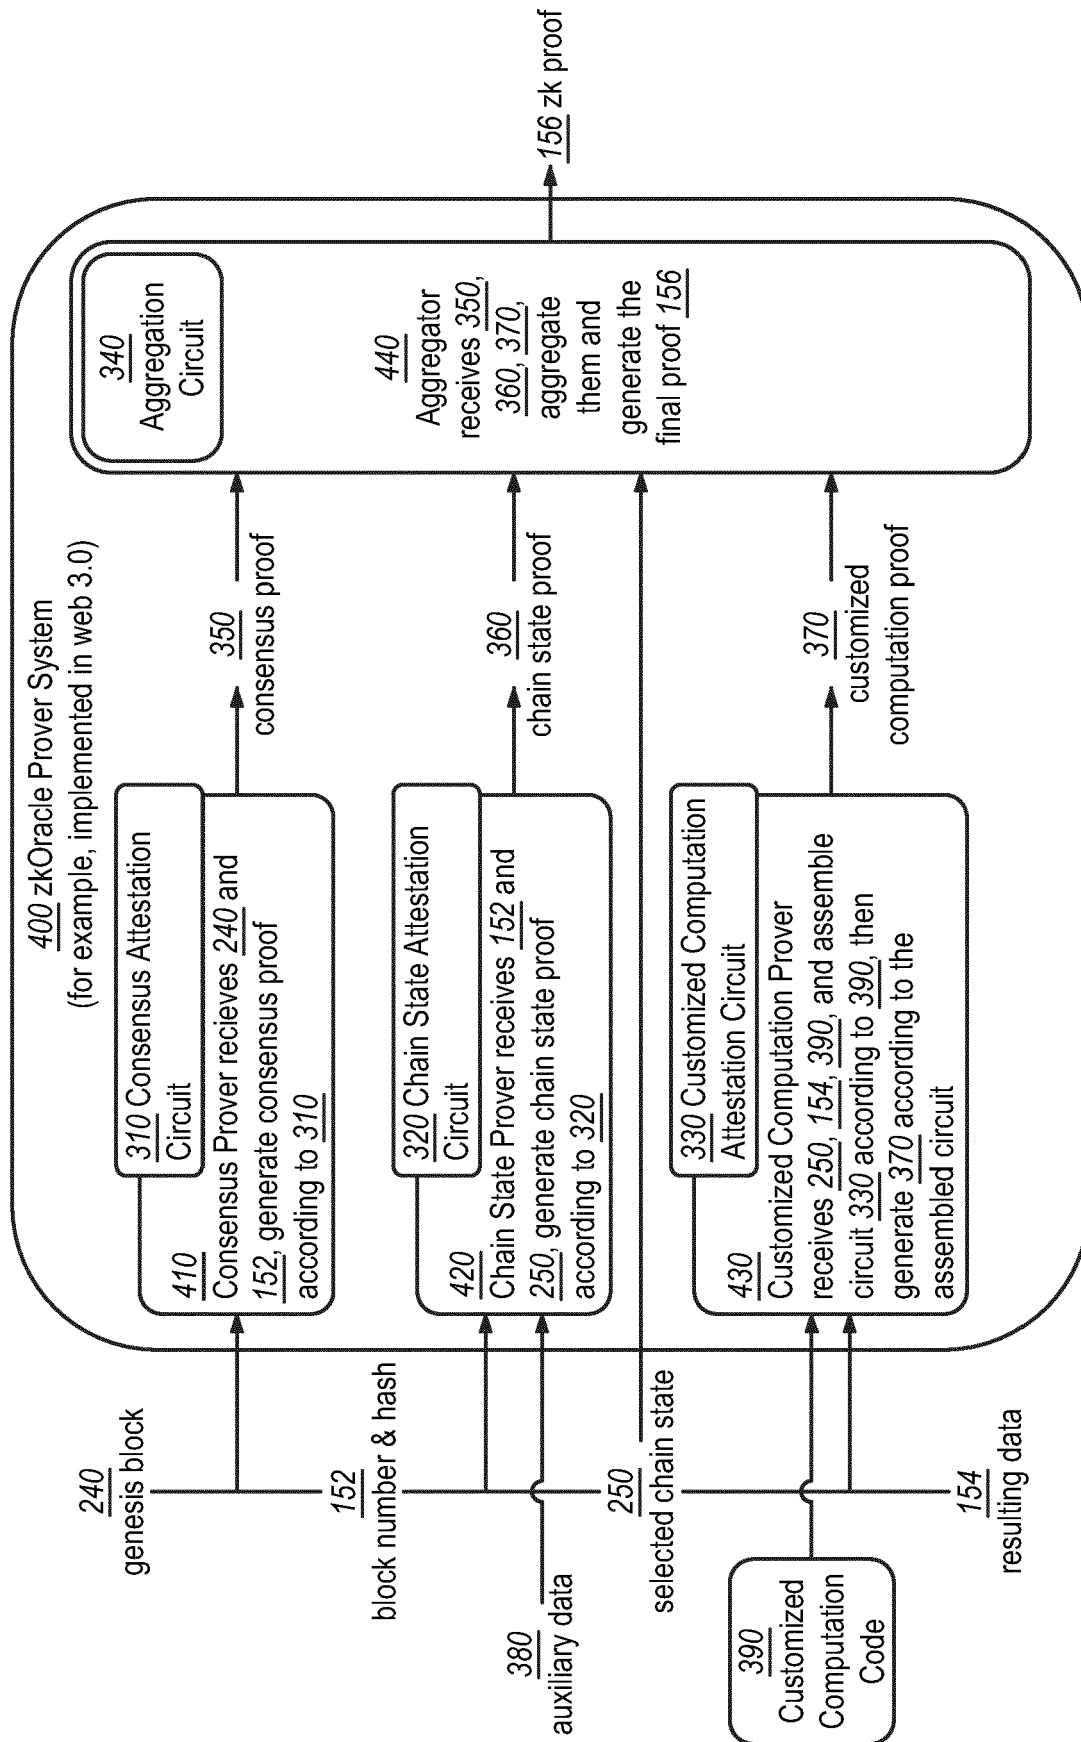 400 zkOracle Prover System
(for example, implemented in web 3.0)
240
genesis block
152
block number & hash
380
auxiliary data
250
selected chain state
390
Customized
Computation
Code
154
resulting data
310 Consensus Attestation
Circuit
410
Consensus Prover recieves 240 and
152, generate consensus proof
according to 310
320 Chain State Attestation
Circuit
420
Chain State Prover receives 152 and
250, generate chain state proof
according to 320
330 Customized Computation
Attestation Circuit
430
Customized Computation Prover
receives 250, 154, 390, and assemble
circuit 330 according to 390, then
generate 370 according to the
assembled circuit
350
consensus proof
360
chain state proof
370
customized
computation proof
340
Aggregation
Circuit
440
Aggregator
receives 350,
360, 370,
aggregate
them and
generate the
final proof 156
156 zk proof